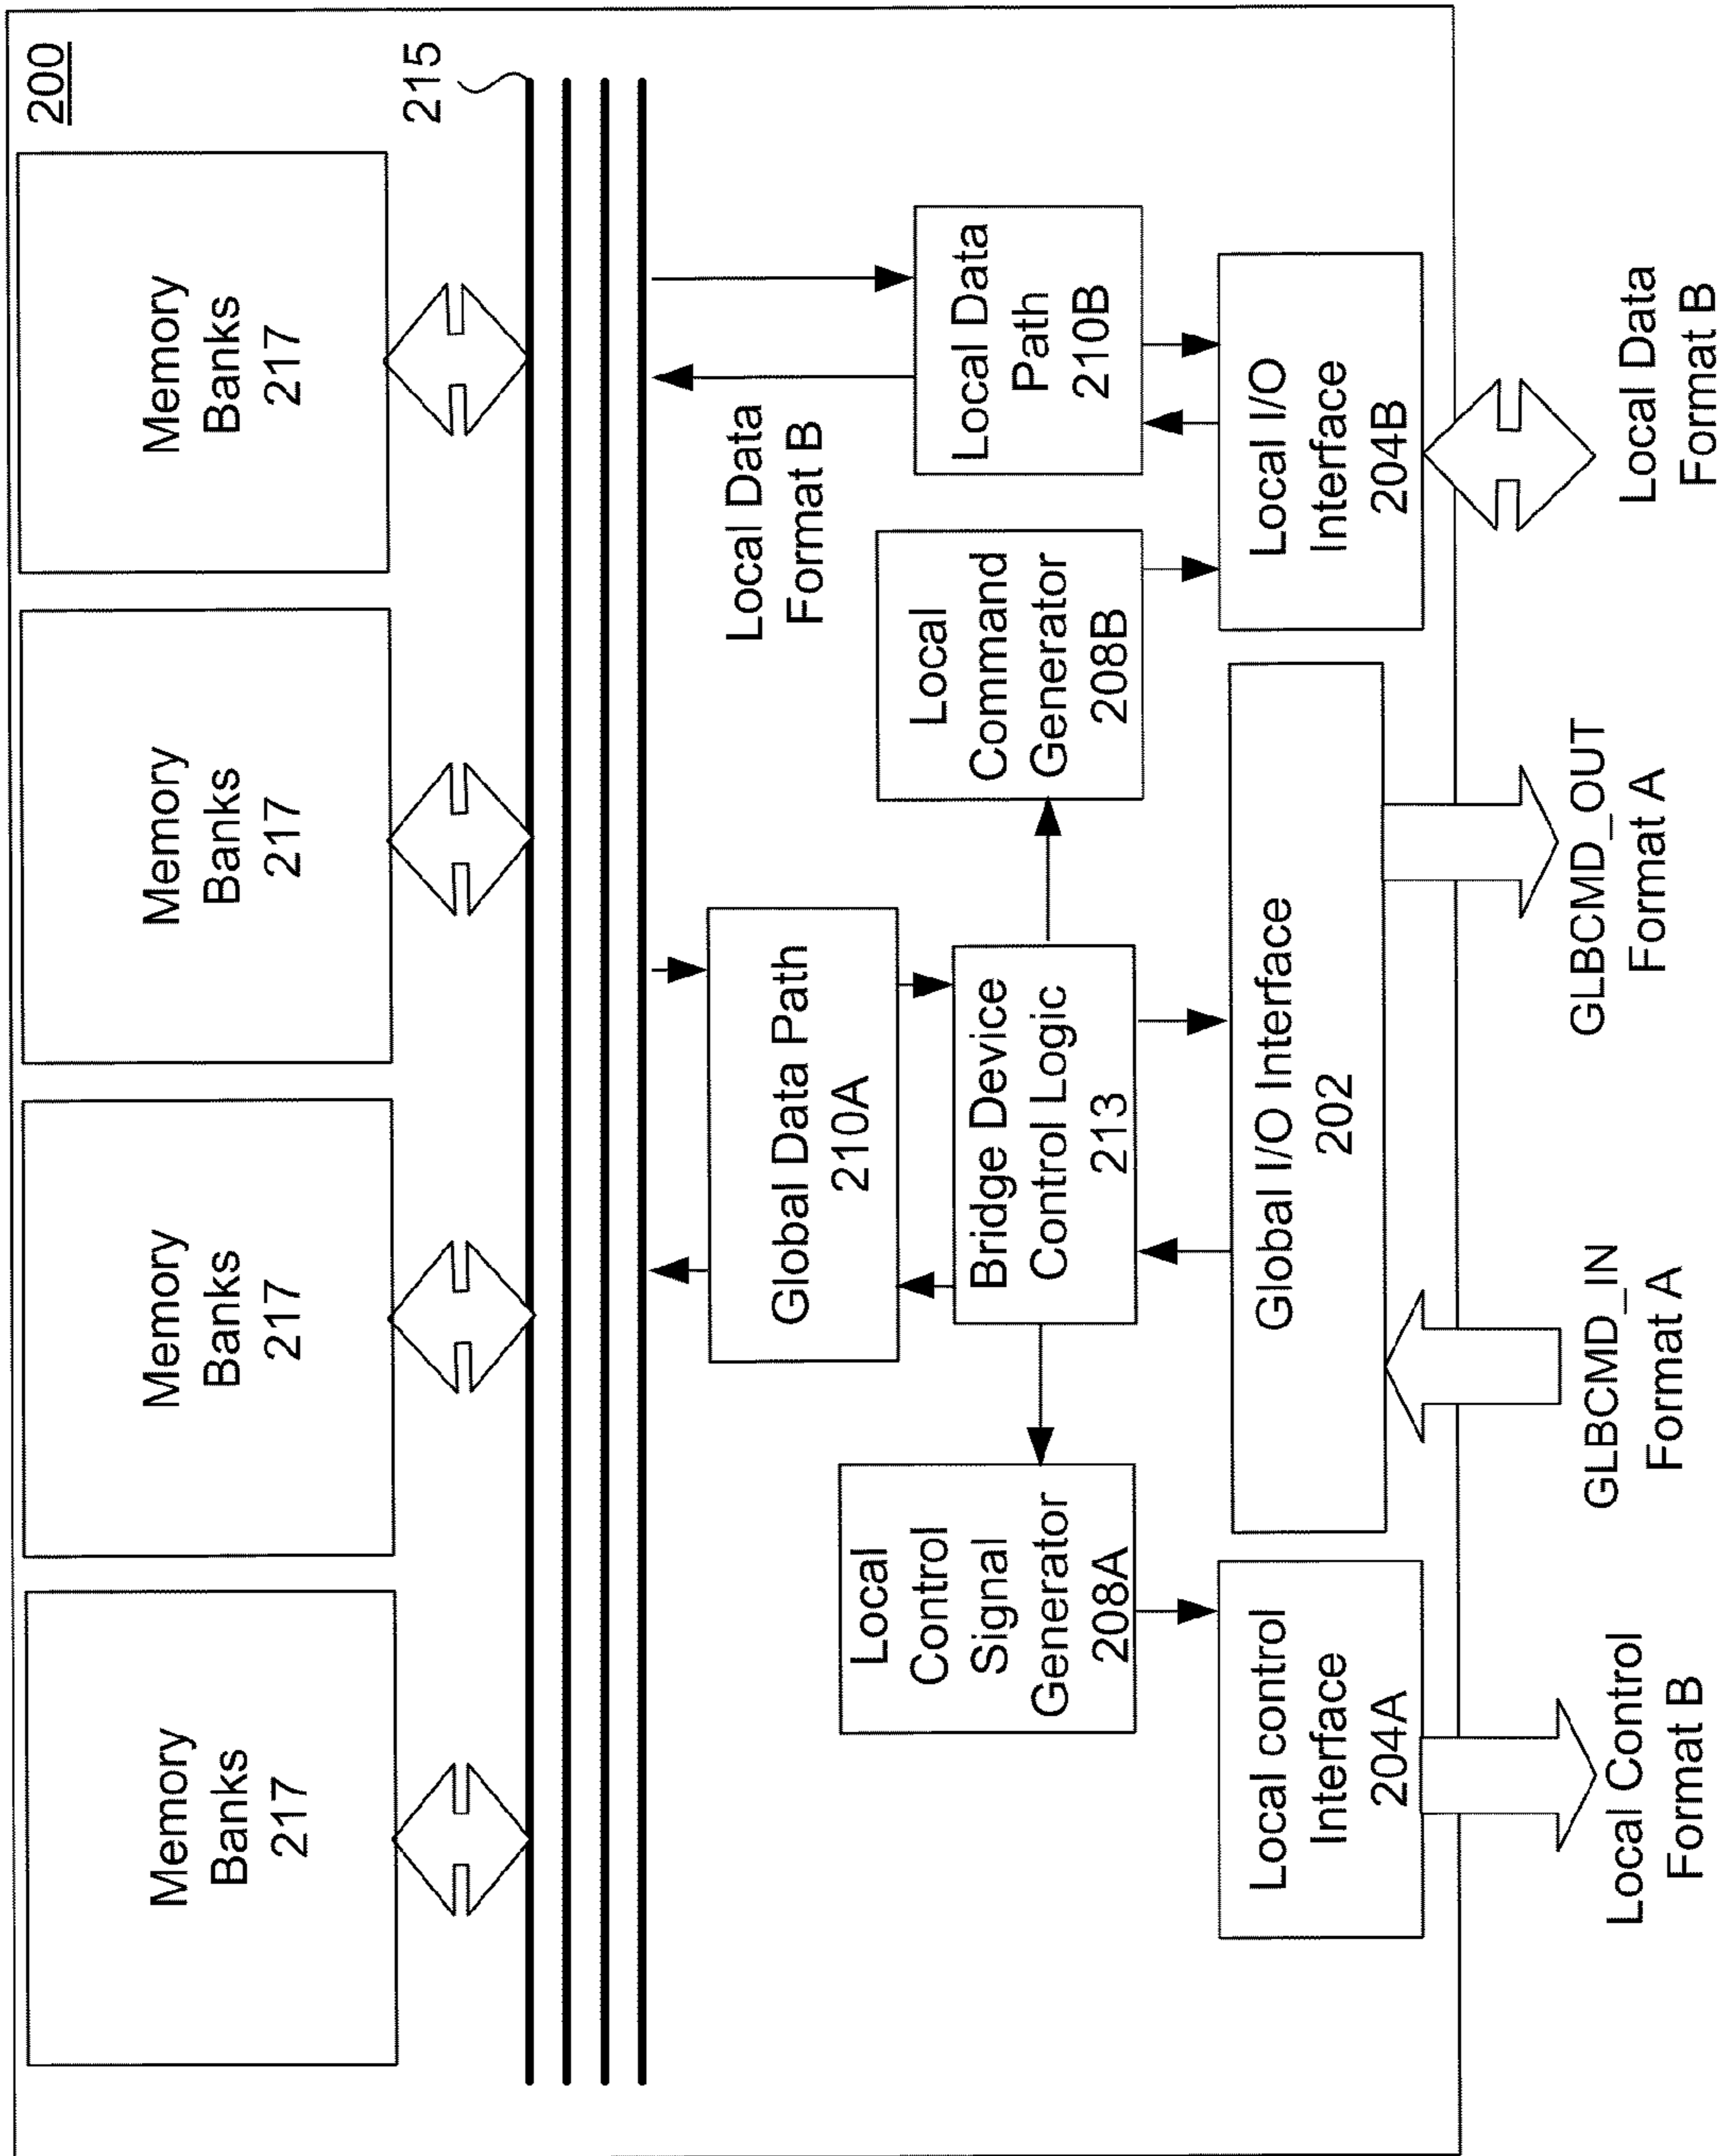 200
Memory
Banks
217
Memory
Banks
217
Memory
Banks
217
Memory
Banks
217
215
Local Data
Format B
Global Data Path
210A
Local
Control
Signal
Generator
208A
Bridge Device
Control Logic
213
Local
Command
Generator
208B
Local Data
Path
210B
Local control
Interface
204A
Global I/O Interface
202
Local I/O
Interface
204B
Local Control
Format B
GLBCMD_IN
Format A
GLBCMD_OUT
Format A
Local Data
Format B